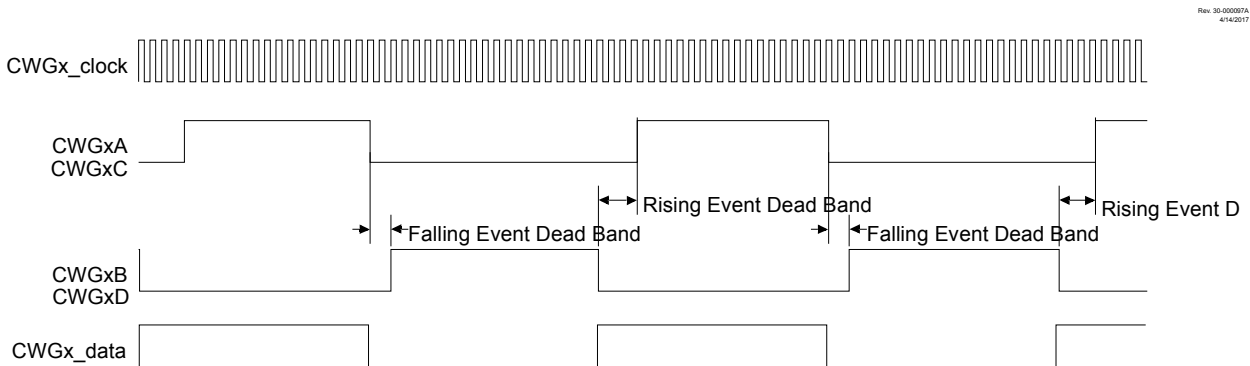 Rev. 30-000097A
4/14/2017
CWGx_clock
CWGxA
CWGxC
Rising Event Dead Band
Rising Event D
Falling Event Dead Band
Falling Event Dead Band
CWGxB
CWGxD
CWGx_data